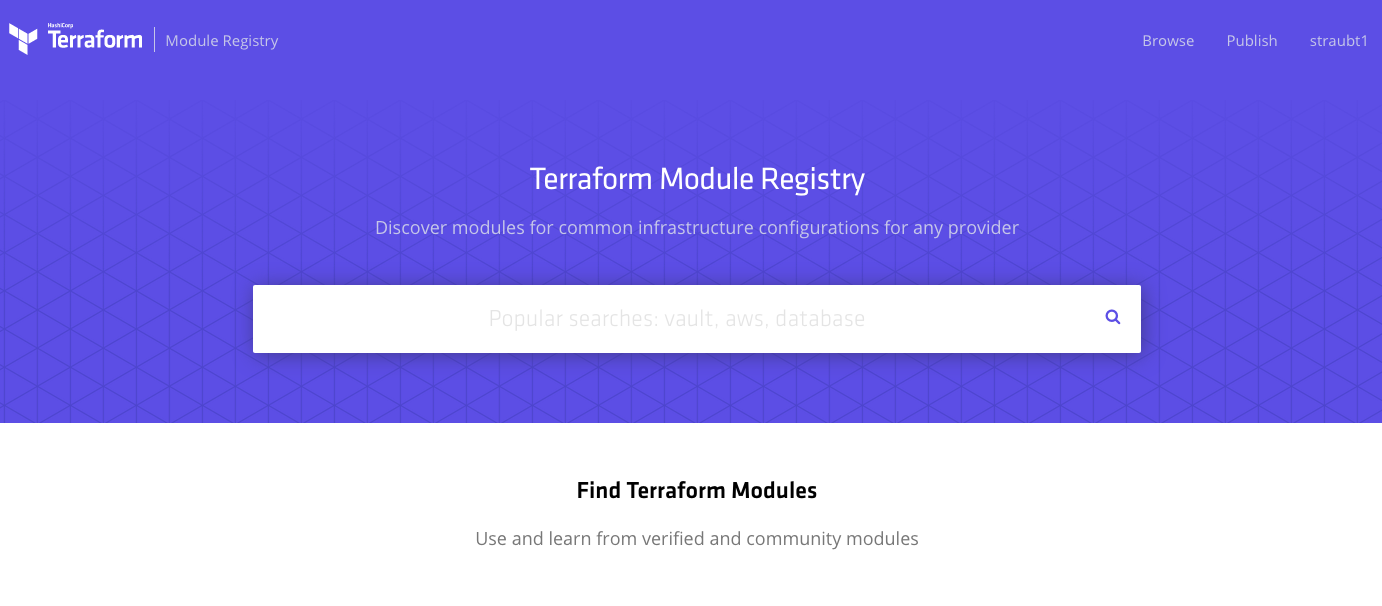 HashiCorp
Terraform
Module Registry
Browse
Publish
straubt1
Terraform Module Registry
Discover modules for common infrastructure configurations for any provider
Popular searches: vault, aws, database
Find Terraform Modules
Use and learn from verified and community modules